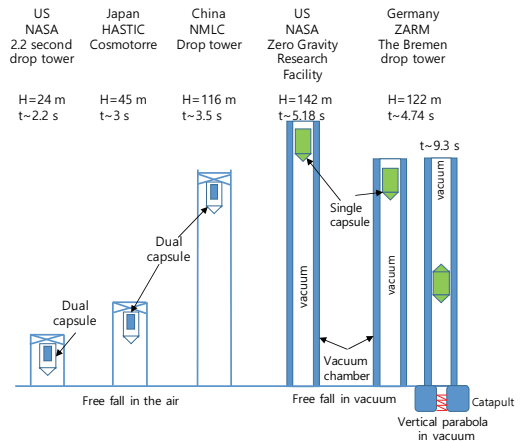 US
NASA
2.2 second
drop tower
Japan
HASTIC
Cosmotorre
China
NMLC
Drop tower
US
NASA
Zero Gravity
Research
Facility
Germany
ZARM
The Bremen
drop tower
H=24 m
t~2.2 s
H=45 m
t~3 s
H=116 m
t~3.5 s
H=142 m
t~5.18 s
H=122 m
t~4.74 s
t~9.3 s
vacuum
Single
capsule
Dual
capsule
vacuum
vacuum
Dual
capsule
Vacuum
chamber
Free fall in the air
Free fall in vacuum
Catapult
Vertical parabola
in vacuum